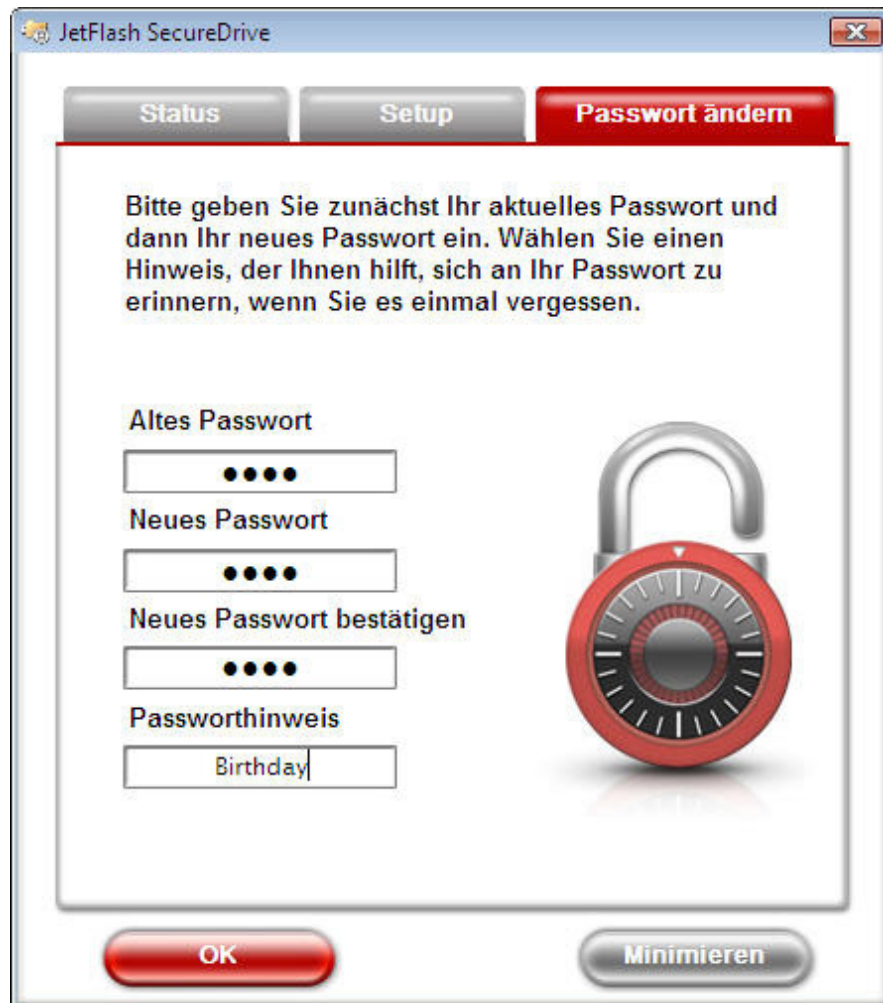 JetFlash SecureDrive
Status
Setup
Passwort ändern
Bitte geben Sie zunächst Ihr aktuelles Passwort und
dann Ihr neues Passwort ein. Wählen Sie einen
Hinweis, der Ihnen hilft, sich an Ihr Passwort zu
erinnern, wenn Sie es einmal vergessen.
Altes Passwort
●●●●
Neues Passwort
●●●●
Neues Passwort bestätigen
●●●●
Passworthinweis
Birthday
OK
Minimieren